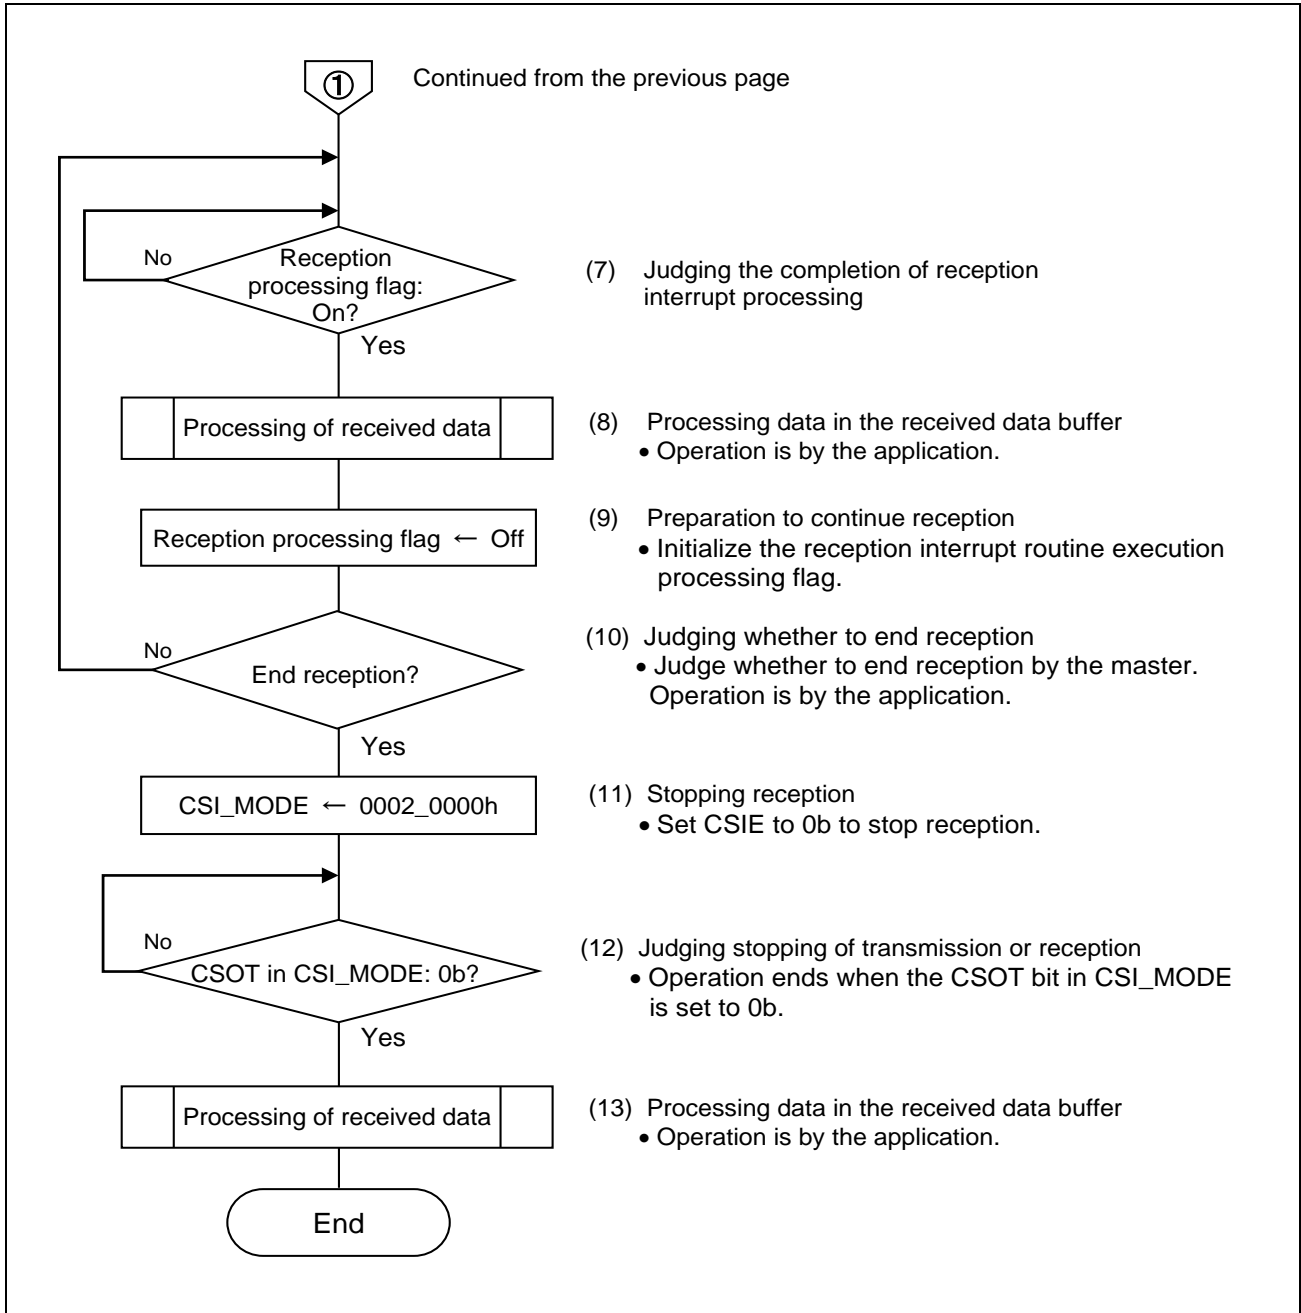 ① Continued from the previous page
No
Reception
processing flag:
On?
(7) Judging the completion of reception
interrupt processing
Yes
Processing of received data
(8) Processing data in the received data buffer
• Operation is by the application.
Reception processing flag ← Off
(9) Preparation to continue reception
• Initialize the reception interrupt routine execution
processing flag.
No
End reception?
(10) Judging whether to end reception
• Judge whether to end reception by the master.
Operation is by the application.
Yes
CSI_MODE ← 0002_0000h
(11) Stopping reception
• Set CSIE to 0b to stop reception.
No
CSOT in CSI_MODE: 0b?
(12) Judging stopping of transmission or reception
• Operation ends when the CSOT bit in CSI_MODE
is set to 0b.
Yes
Processing of received data
(13) Processing data in the received data buffer
• Operation is by the application.
End